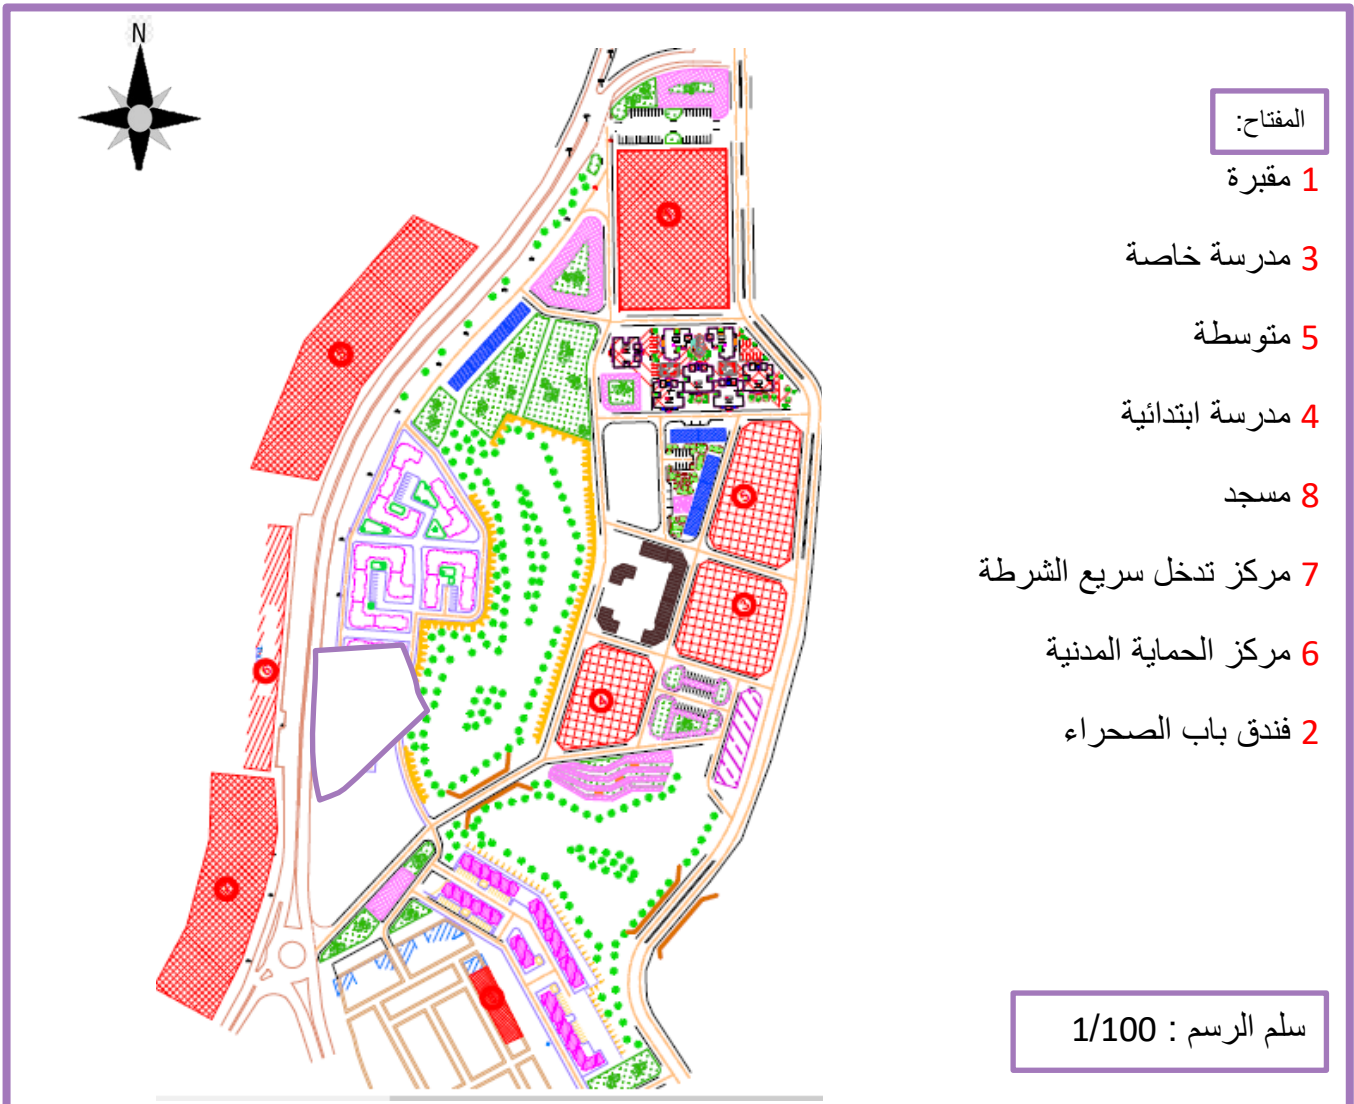 N
المفتاح:
1 مقبرة
3 مدرسة خاصة
5 متوسطة
4 مدرسة ابتدائية
8 مسجد
7 مركز تدخل سريع الشرطة
6 مركز الحماية المدنية
2 فندق باب الصحراء
سلم الرسم : 1/100